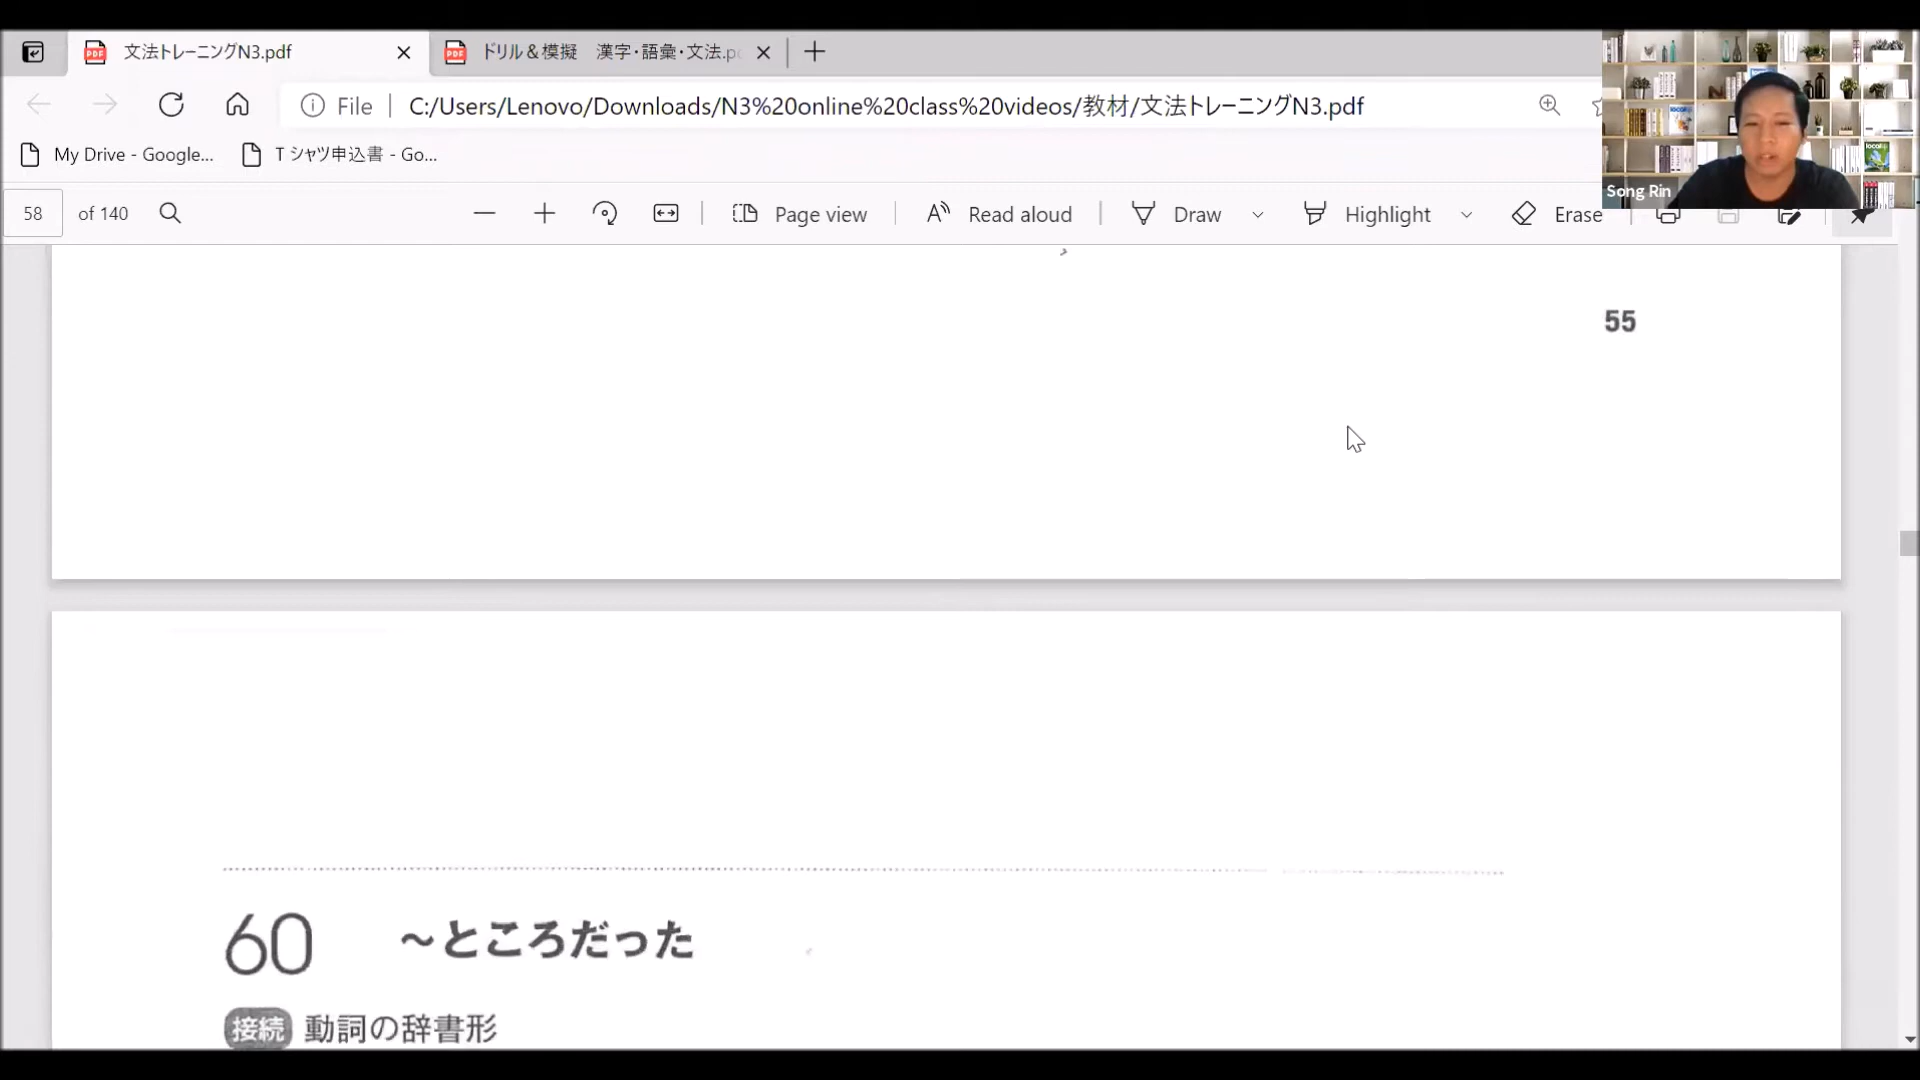 文法トレーニングN3.pdf
ドリル＆模擬 漢字・語彙・文法.p
File
C:/Users/Lenovo/Downloads/N3%20online%20class%20videos/教材/文法トレーニングN3.pdf
My Drive - Google...
T シャツ申込書 - Go...
Song Rin
58 of 140
Page view
Read aloud
Draw
Highlight
Erase
55
60 ～ところだった
接続 動詞の辞書形